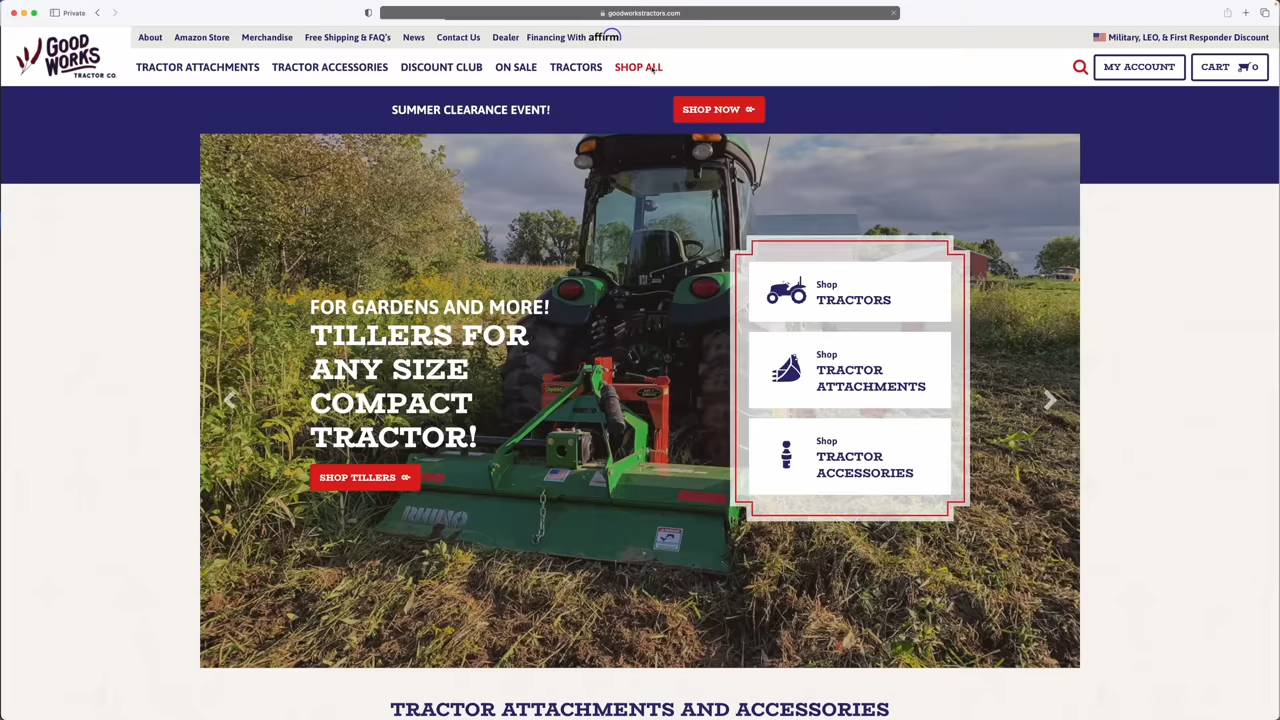 Private
goodworkstractors.com
GOOD
WORKS
TRACTOR CO.
About
Amazon Store
Merchandise
Free Shipping & FAQ's
News
Contact Us
Dealer
Financing With affirm
Military, LEO, & First Responder Discount
TRACTOR ATTACHMENTS
TRACTOR ACCESSORIES
DISCOUNT CLUB
ON SALE
TRACTORS
SHOP ALL
MY ACCOUNT
CART 0
SUMMER CLEARANCE EVENT!
SHOP NOW
FOR GARDENS AND MORE!
TILLERS FOR
ANY SIZE
COMPACT
TRACTOR!
SHOP TILLERS
Shop
TRACTORS
Shop
TRACTOR
ATTACHMENTS
Shop
TRACTOR
ACCESSORIES
RHINO
TRACTOR ATTACHMENTS AND ACCESSORIES